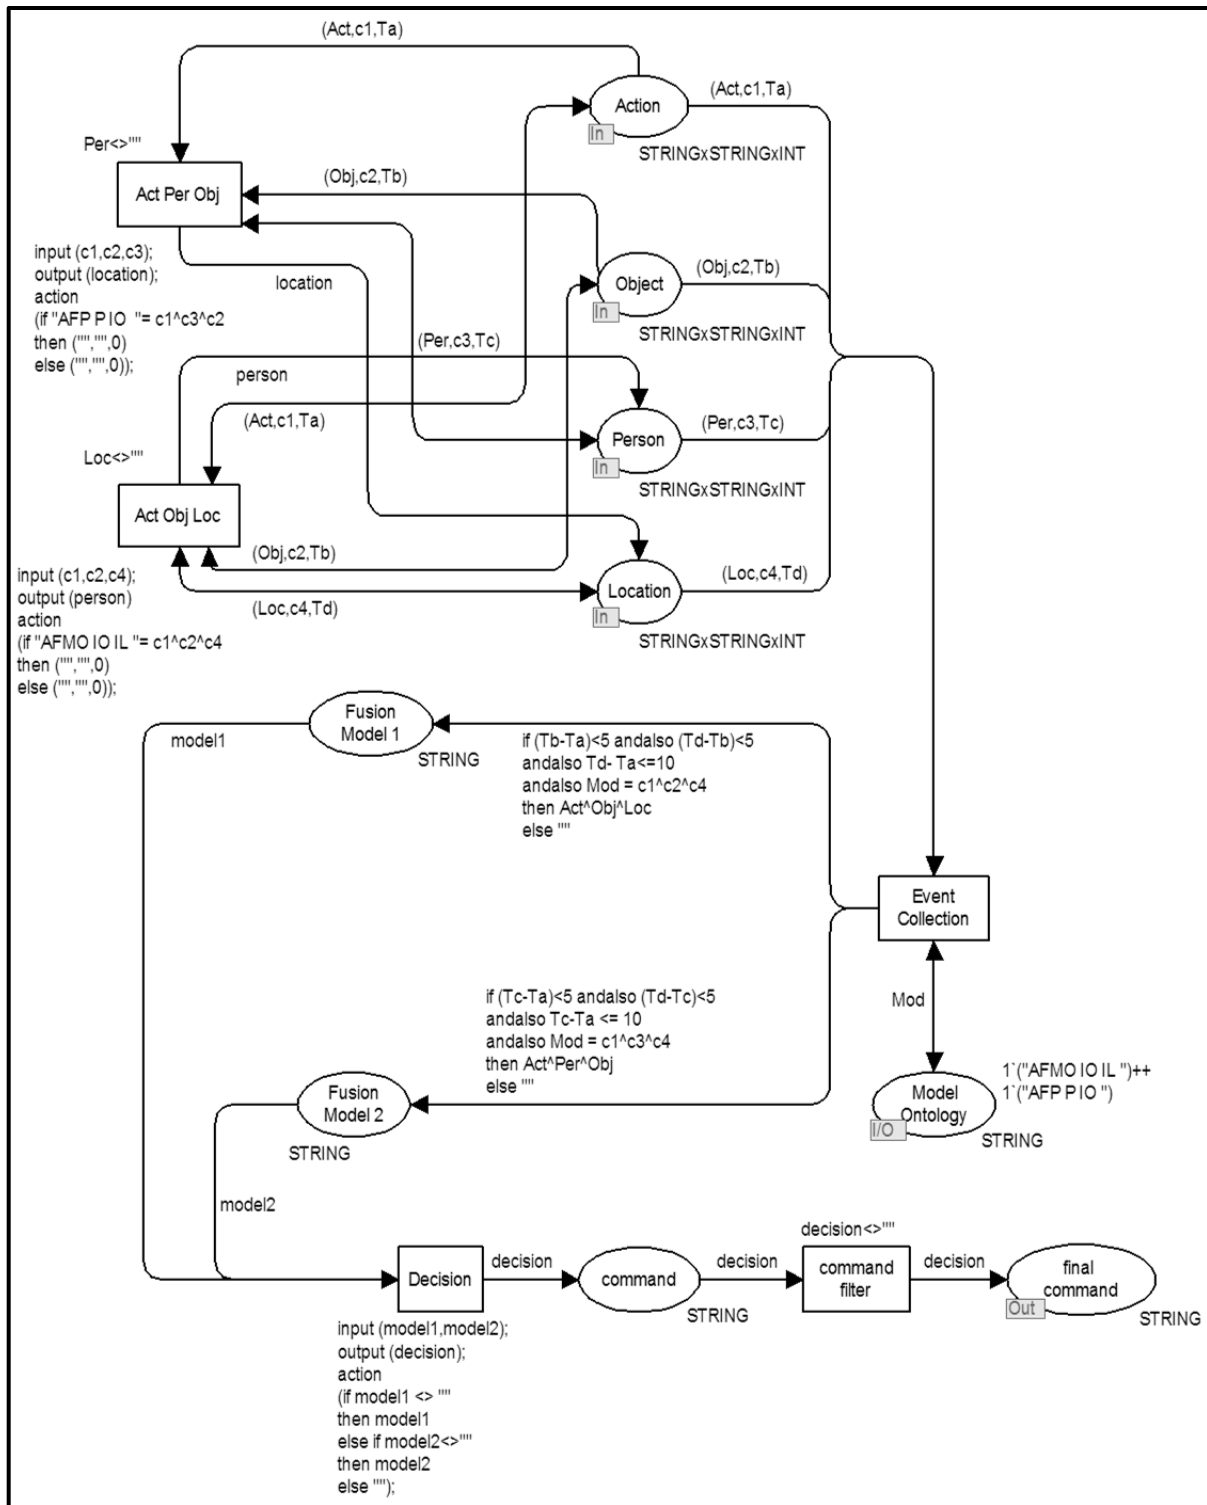 (Act,c1,Ta)
Action
In
(Act,c1,Ta)
STRINGxSTRINGxINT
Per<>""
Act Per Obj
(Obj,c2,Tb)
input (c1,c2,c3);
output (location);
action
(if "AFP P IO  "= c1^c3^c2
then ("","",0)
else ("","",0));
location
Object
In
(Obj,c2,Tb)
STRINGxSTRINGxINT
(Per,c3,Tc)
person
(Act,c1,Ta)
Person
In
(Per,c3,Tc)
STRINGxSTRINGxINT
Loc<>""
Act Obj Loc
(Obj,c2,Tb)
(Loc,c4,Td)
input (c1,c2,c4);
output (person)
action
(if "AFMO IO IL "= c1^c2^c4
then ("","",0)
else ("","",0));
Location
In
(Loc,c4,Td)
STRINGxSTRINGxINT
model1
Fusion
Model 1
STRING
if (Tb-Ta)<5 andalso (Td-Tb)<5
andalso Td- Ta<=10
andalso Mod = c1^c2^c4
then Act^Obj^Loc
else ""
Event
Collection
Mod
if (Tc-Ta)<5 andalso (Td-Tc)<5
andalso Tc-Ta <= 10
andalso Mod = c1^c3^c4
then Act^Per^Obj
else ""
Fusion
Model 2
STRING
Model
Ontology
I/O
1`("AFMO IO IL ")++
1`("AFP P IO ")
STRING
model2
Decision
decision
command
STRING
decision
decision<>""
command
filter
decision
final
command
Out
STRING
input (model1,model2);
output (decision);
action
(if model1 <> ""
then model1
else if model2<>""
then model2
else "");